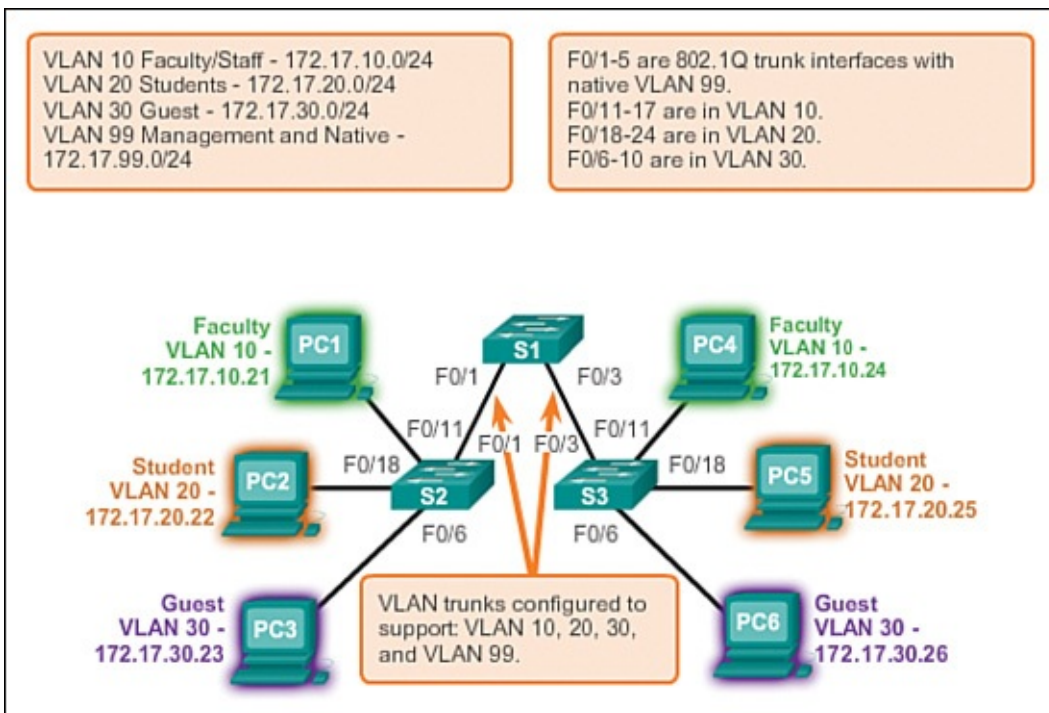 VLAN 10 Faculty/Staff - 172.17.10.0/24
VLAN 20 Students - 172.17.20.0/24
VLAN 30 Guest - 172.17.30.0/24
VLAN 99 Management and Native -
172.17.99.0/24
F0/1-5 are 802.1Q trunk interfaces with
native VLAN 99.
F0/11-17 are in VLAN 10.
F0/18-24 are in VLAN 20.
F0/6-10 are in VLAN 30.
Faculty
VLAN 10 -
172.17.10.21
PC1
S1
PC4
Faculty
VLAN 10 -
172.17.10.24
F0/1
F0/3
F0/11
F0/1
F0/3
F0/11
Student
VLAN 20 -
172.17.20.22
PC2
F0/18
S2
S3
F0/18
PC5
Student
VLAN 20 -
172.17.20.25
F0/6
F0/6
Guest
VLAN 30 -
172.17.30.23
PC3
VLAN trunks configured to
support: VLAN 10, 20, 30,
and VLAN 99.
PC6
Guest
VLAN 30 -
172.17.30.26